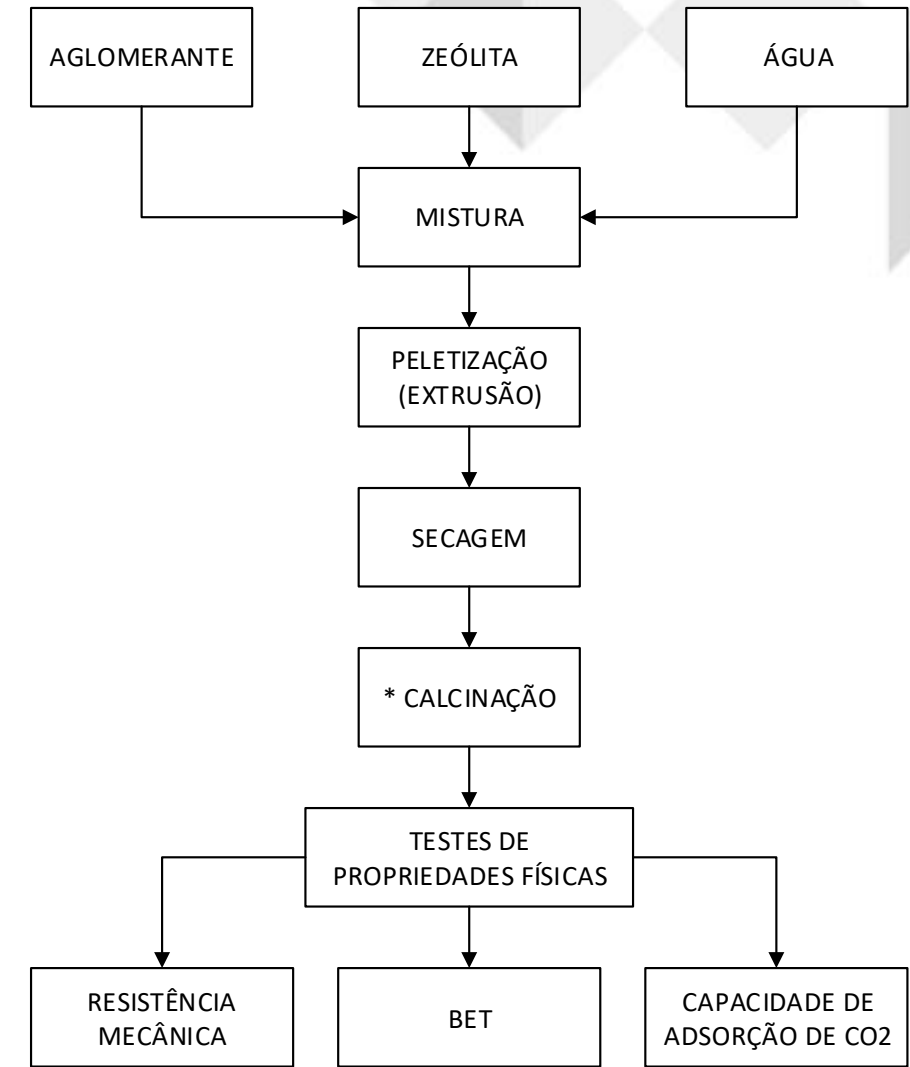 AGLOMERANTE
ZEÓLITA
ÁGUA
MISTURA
PELETIZAÇÃO
(EXTRUSÃO)
SECAGEM
* CALCINAÇÃO
TESTES DE
PROPRIEDADES FÍSICAS
RESISTÊNCIA
MECÂNICA
BET
CAPACIDADE DE
ADSORÇÃO DE CO2